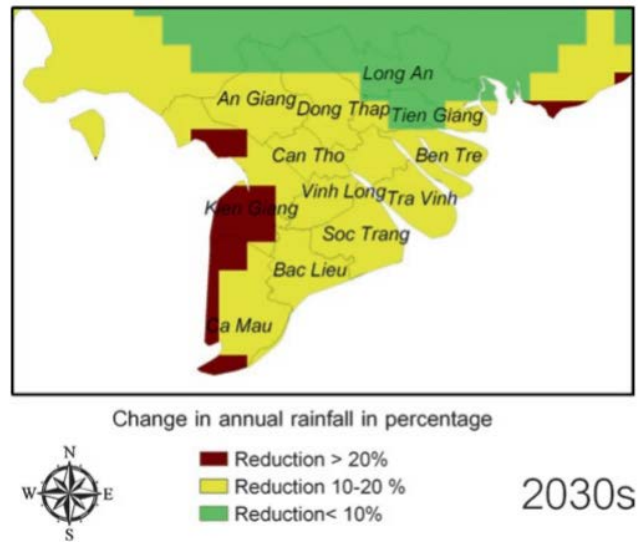 Long An
An Giang
Dong Thap
Tien Giang
Can Tho
Ben Tre
Vinh Long
Tra Vinh
Kien Giang
Soc Trang
Bac Lieu
Ca Mau
Change in annual rainfall in percentage
N
W
E
S
Reduction > 20%
Reduction 10-20 %
Reduction< 10%
2030s